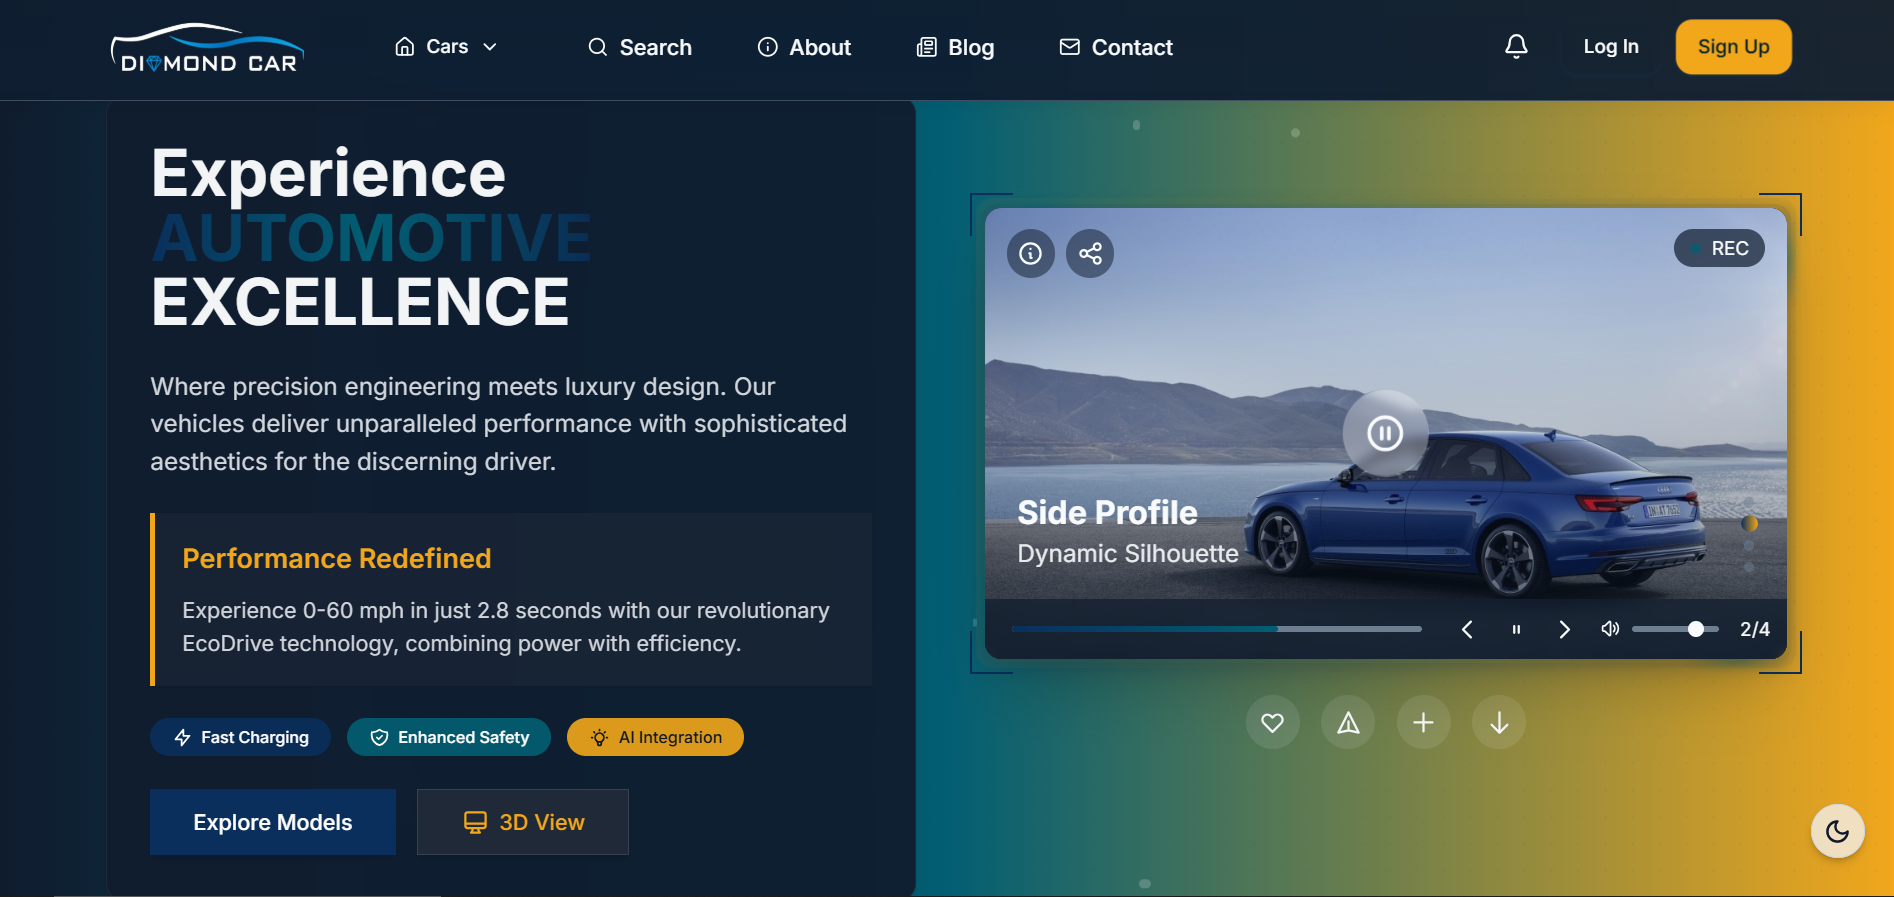 DIAMOND CAR
Cars
Search
About
Blog
Contact
Log In
Sign Up
Experience
AUTOMOTIVE
EXCELLENCE
Where precision engineering meets luxury design. Our
vehicles deliver unparalleled performance with sophisticated
aesthetics for the discerning driver.
Performance Redefined
Experience 0-60 mph in just 2.8 seconds with our revolutionary
EcoDrive technology, combining power with efficiency.
Fast Charging
Enhanced Safety
AI Integration
Explore Models
3D View
REC
Side Profile
Dynamic Silhouette
2/4